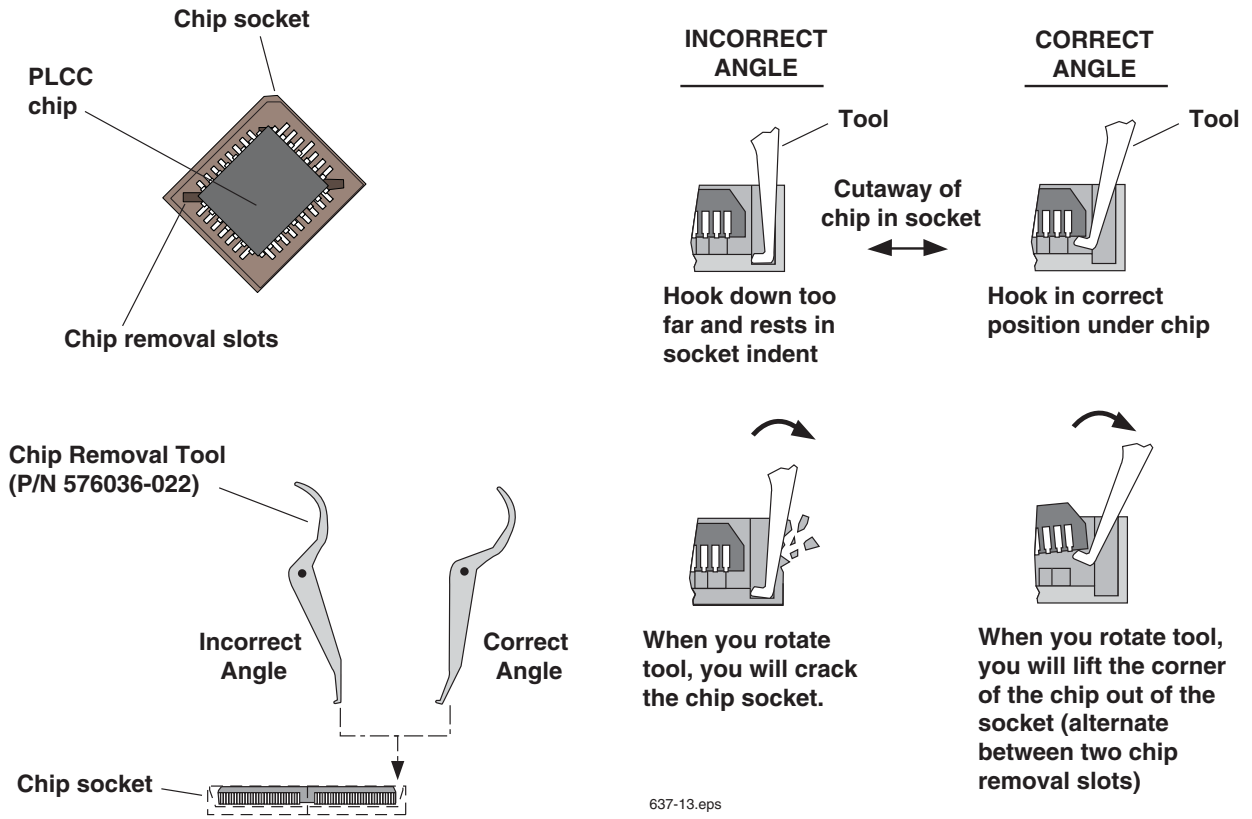 Chip socket
PLCC
chip
Chip removal slots
INCORRECT
ANGLE
CORRECT
ANGLE
Tool
Tool
Cutaway of
chip in socket
Hook down too
far and rests in
socket indent
Hook in correct
position under chip
Chip Removal Tool
(P/N 576036-022)
Incorrect
Angle
Correct
Angle
Chip socket
When you rotate
tool, you will crack
the chip socket.
When you rotate tool,
you will lift the corner
of the chip out of the
socket (alternate
between two chip
removal slots)
637-13.eps